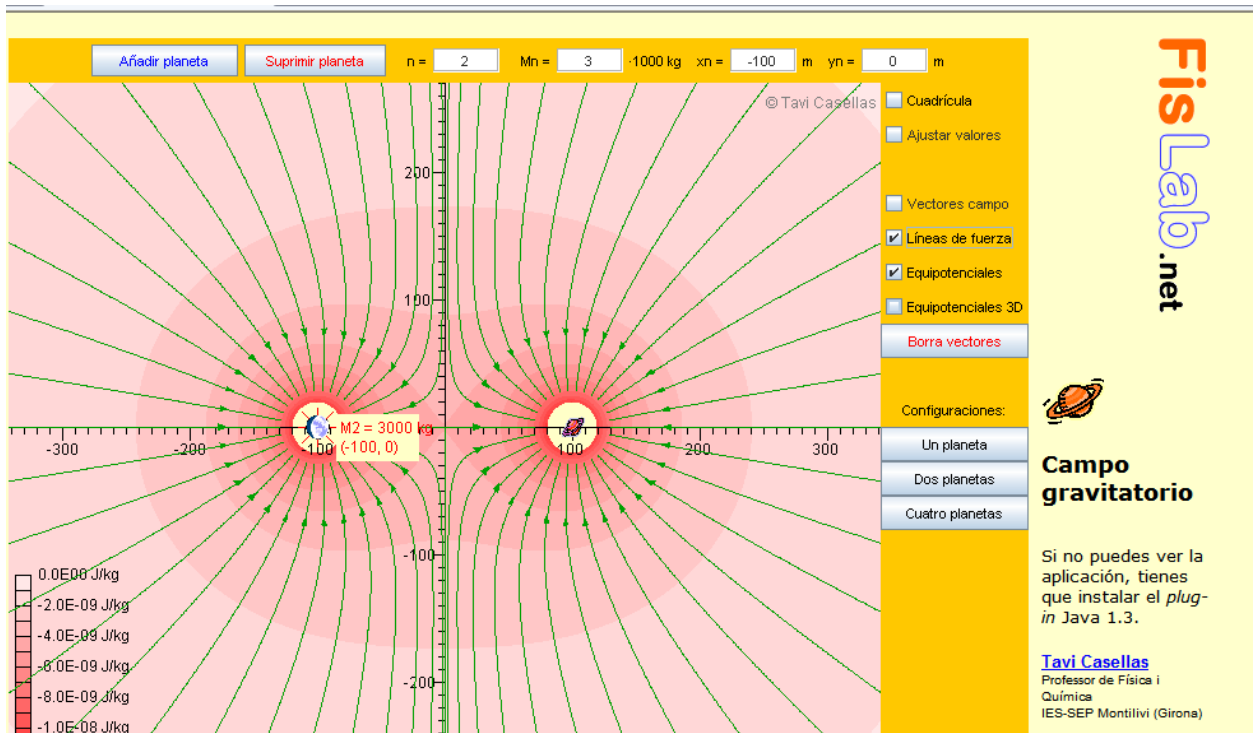 Añadir planeta Suprimir planeta n = 2 Mn = 3 ·1000 kg xn = -100 m yn = 0 m
© Tavi Casellas
Cuadrícula
Ajustar valores
Vectores campo
Líneas de fuerza
Equipotenciales
Equipotenciales 3D
Borra vectores
Configuraciones:
Un planeta
Dos planetas
Cuatro planetas
200
100
M2 = 3000 kg
(-100, 0)
-300 -200 -100 100 200 300
-100
-200
0.0E00 J/kg
-2.0E-09 J/kg
-4.0E-09 J/kg
-6.0E-09 J/kg
-8.0E-09 J/kg
-1.0E-08 J/kg
FisLab.net
Campo
gravitatorio
Si no puedes ver la
aplicación, tienes
que instalar el plug-
in Java 1.3.
Tavi Casellas
Professor de Física i
Química
IES-SEP Montilivi (Girona)